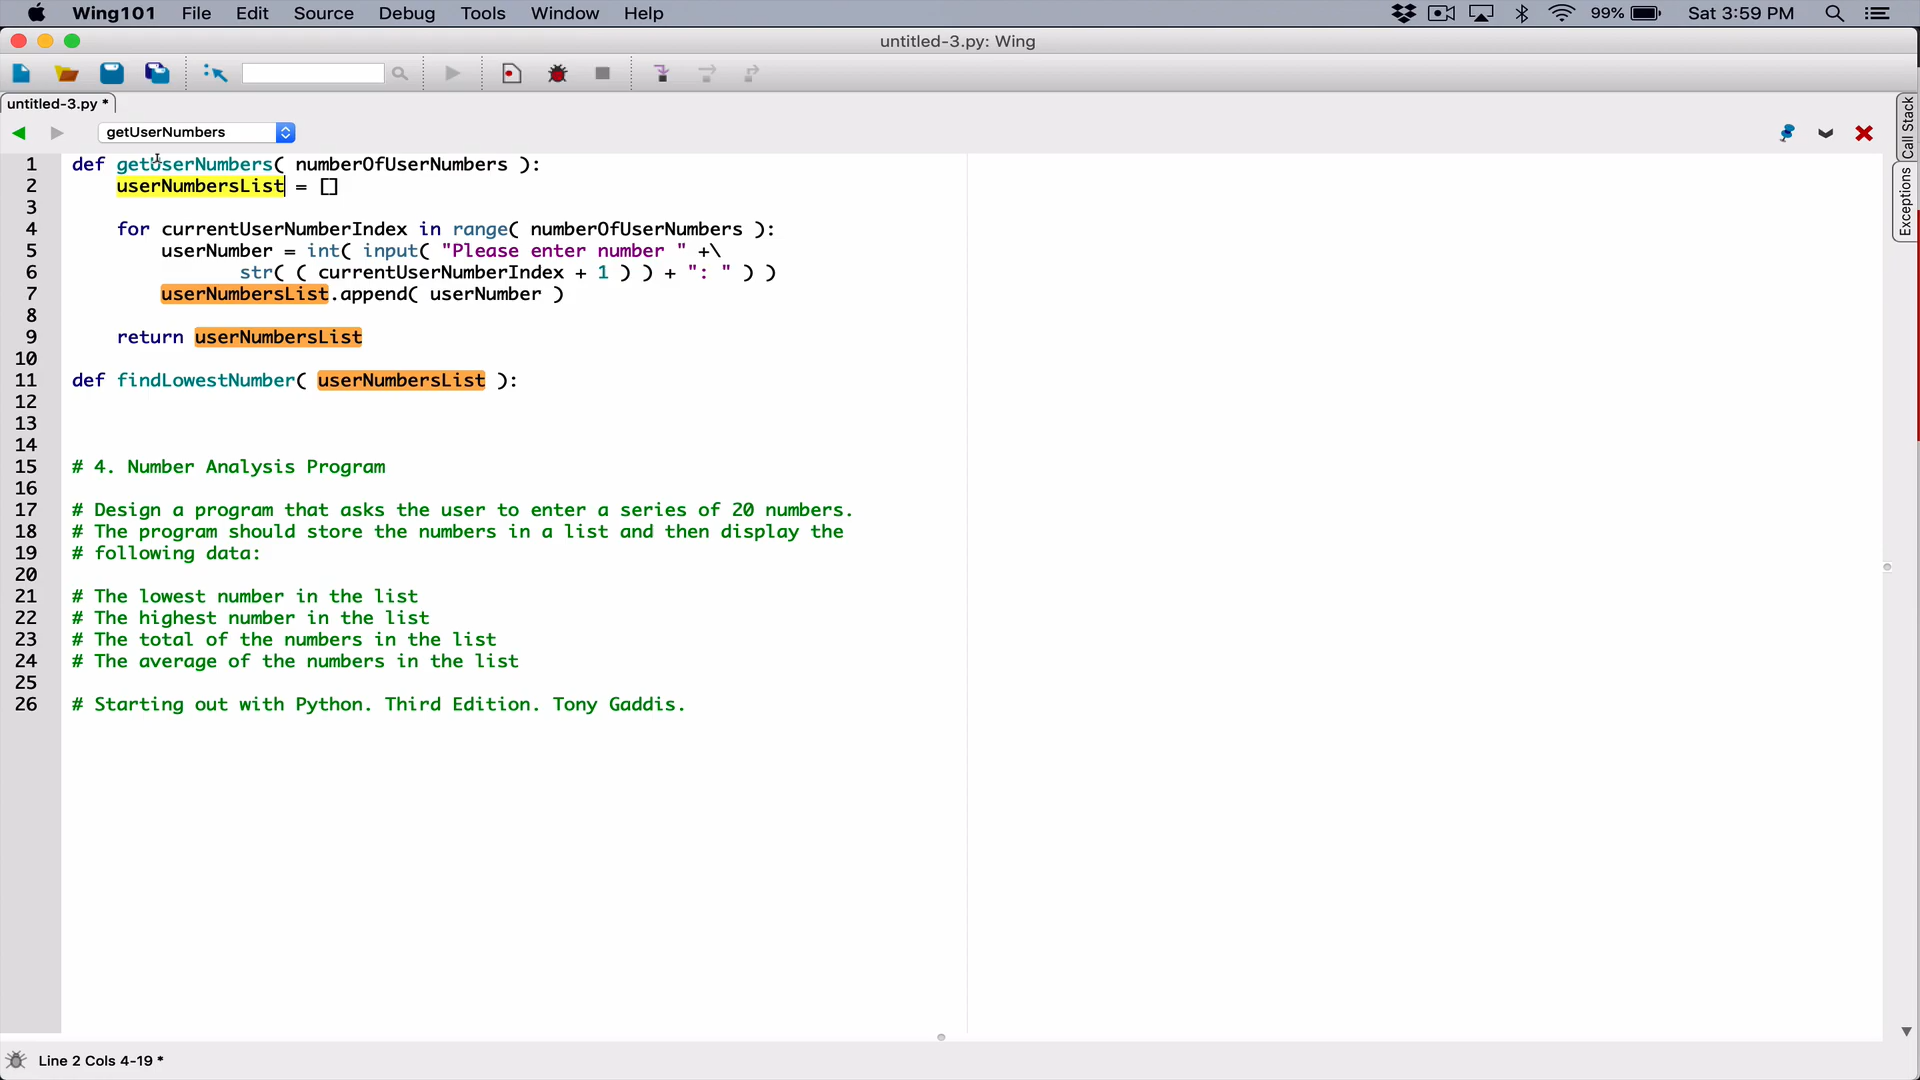 Wing101 File Edit Source Debug Tools Window Help 99% Sat 3:59 PM
untitled-3.py: Wing
untitled-3.py *
getUserNumbers
Call Stack
Exceptions
1 def getUserNumbers( numberOfUserNumbers ):
2 userNumbersList = []
3
4 for currentUserNumberIndex in range( numberOfUserNumbers ):
5 userNumber = int( input( "Please enter number " +\
6 str( ( currentUserNumberIndex + 1 ) ) + ": " ) )
7 userNumbersList.append( userNumber )
8
9 return userNumbersList
10
11 def findLowestNumber( userNumbersList ):
12
13
14
15 # 4. Number Analysis Program
16
17 # Design a program that asks the user to enter a series of 20 numbers.
18 # The program should store the numbers in a list and then display the
19 # following data:
20
21 # The lowest number in the list
22 # The highest number in the list
23 # The total of the numbers in the list
24 # The average of the numbers in the list
25
26 # Starting out with Python. Third Edition. Tony Gaddis.
Line 2 Cols 4-19 *